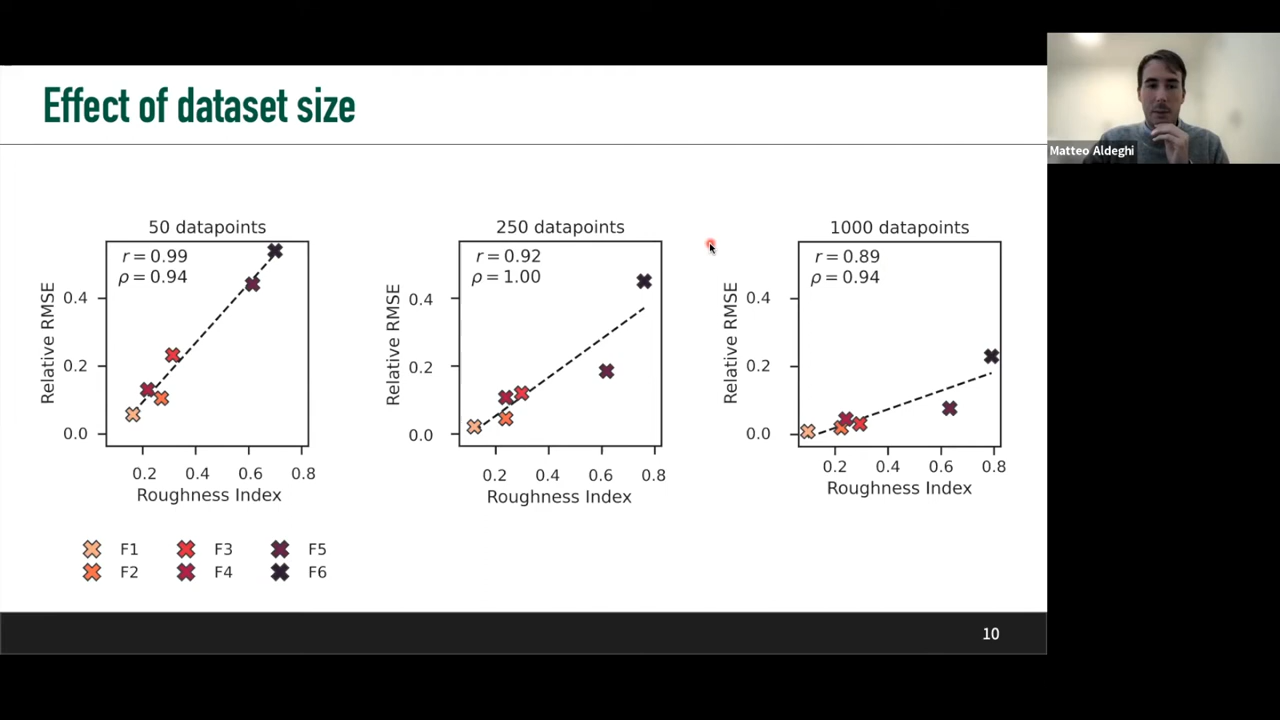 Effect of dataset size
Matteo Aldeghi
50 datapoints
r = 0.99
ρ = 0.94
Relative RMSE
0.4
0.2
0.0
0.2 0.4 0.6 0.8
Roughness Index
250 datapoints
r = 0.92
ρ = 1.00
Relative RMSE
0.4
0.2
0.0
0.2 0.4 0.6 0.8
Roughness Index
1000 datapoints
r = 0.89
ρ = 0.94
Relative RMSE
0.4
0.2
0.0
0.2 0.4 0.6 0.8
Roughness Index
F1 F3 F5
F2 F4 F6
10